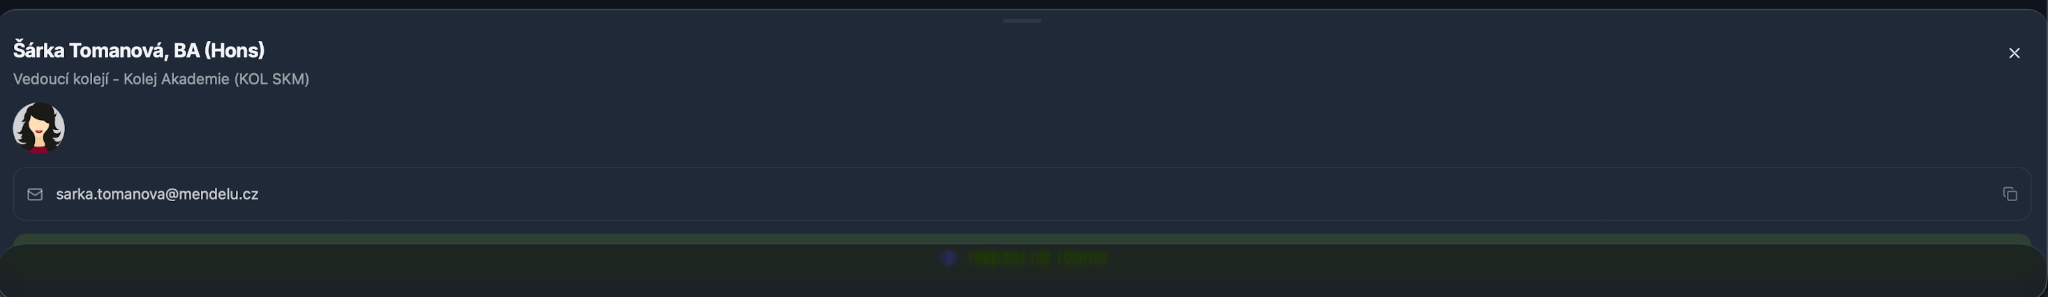 Šárka Tomanová, BA (Hons)
Vedoucí kolejí - Kolej Akademie (KOL SKM)
sarka.tomanova@mendelu.cz